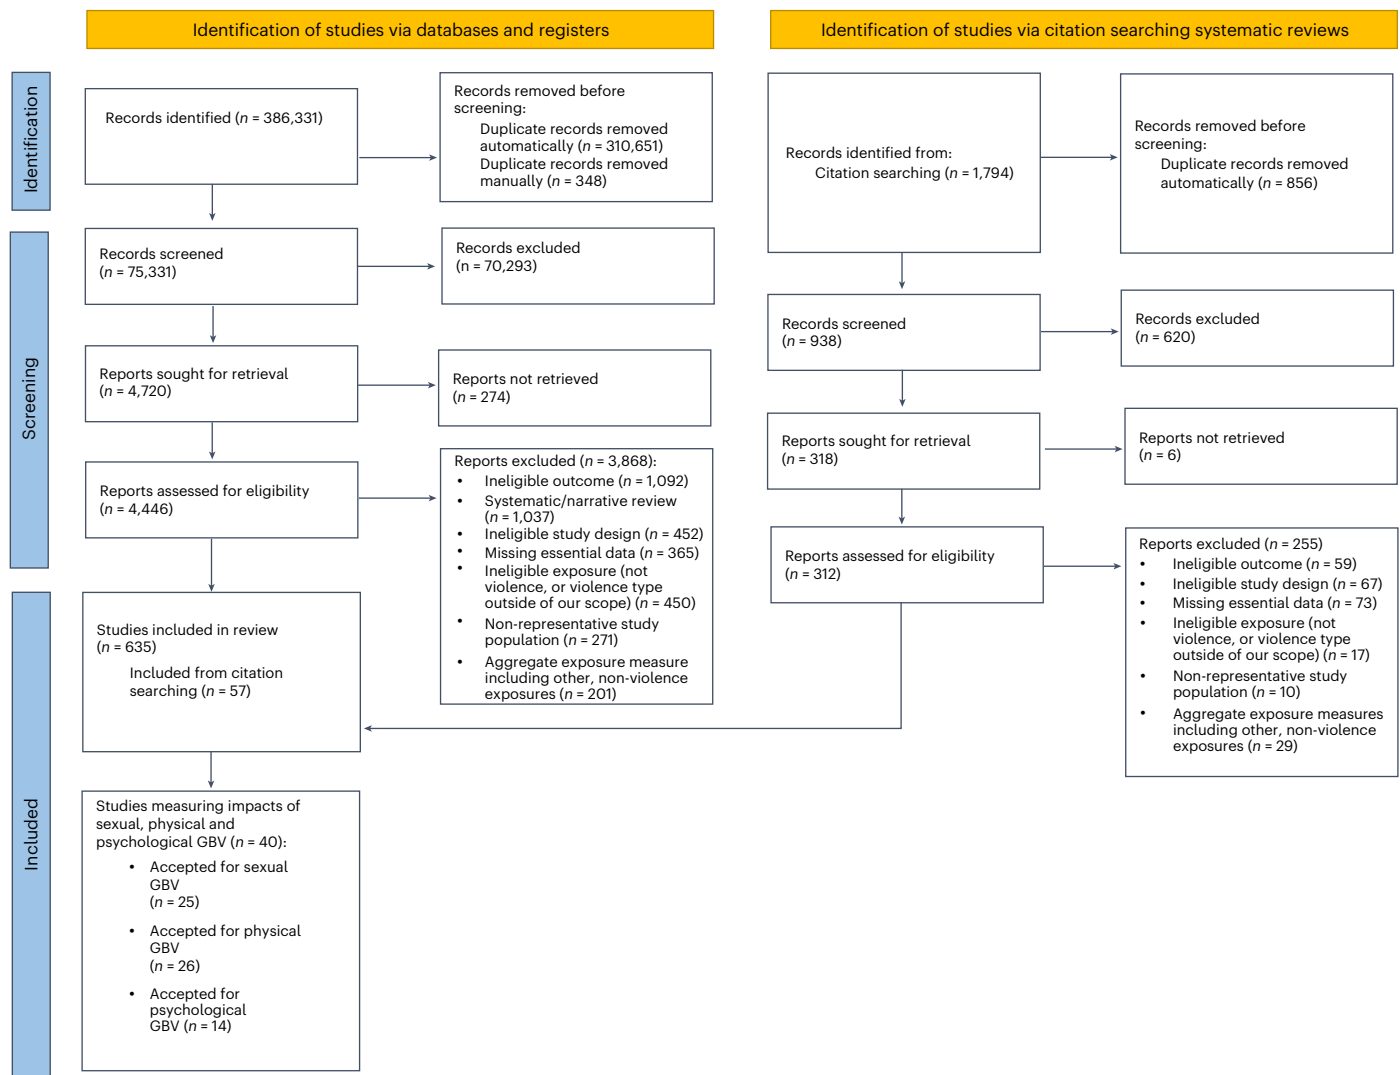 Identification of studies via databases and registers
Identification of studies via citation searching systematic reviews
Identification
Records identified (n = 386,331)
Records removed before
screening:
Duplicate records removed
automatically (n = 310,651)
Duplicate records removed
manually (n = 348)
Records identified from:
Citation searching (n = 1,794)
Records removed before
screening:
Duplicate records removed
automatically (n = 856)
Screening
Records screened
(n = 75,331)
Records excluded
(n = 70,293)
Records screened
(n = 938)
Records excluded
(n = 620)
Reports sought for retrieval
(n = 4,720)
Reports not retrieved
(n = 274)
Reports sought for retrieval
(n = 318)
Reports not retrieved
(n = 6)
Reports assessed for eligibility
(n = 4,446)
Reports excluded (n = 3,868):
• Ineligible outcome (n = 1,092)
• Systematic/narrative review
(n = 1,037)
• Ineligible study design (n = 452)
• Missing essential data (n = 365)
• Ineligible exposure (not
violence, or violence type
outside of our scope) (n = 450)
• Non-representative study
population (n = 271)
• Aggregate exposure measure
including other, non-violence
exposures (n = 201)
Reports assessed for eligibility
(n = 312)
Reports excluded (n = 255)
• Ineligible outcome (n = 59)
• Ineligible study design (n = 67)
• Missing essential data (n = 73)
• Ineligible exposure (not
violence, or violence type
outside of our scope) (n = 17)
• Non-representative study
population (n = 10)
• Aggregate exposure measures
including other, non-violence
exposures (n = 29)
Included
Studies included in review
(n = 635)
Included from citation
searching (n = 57)
Studies measuring impacts of
sexual, physical and
psychological GBV (n = 40):
• Accepted for sexual
GBV
(n = 25)
• Accepted for physical
GBV
(n = 26)
• Accepted for
psychological
GBV (n = 14)